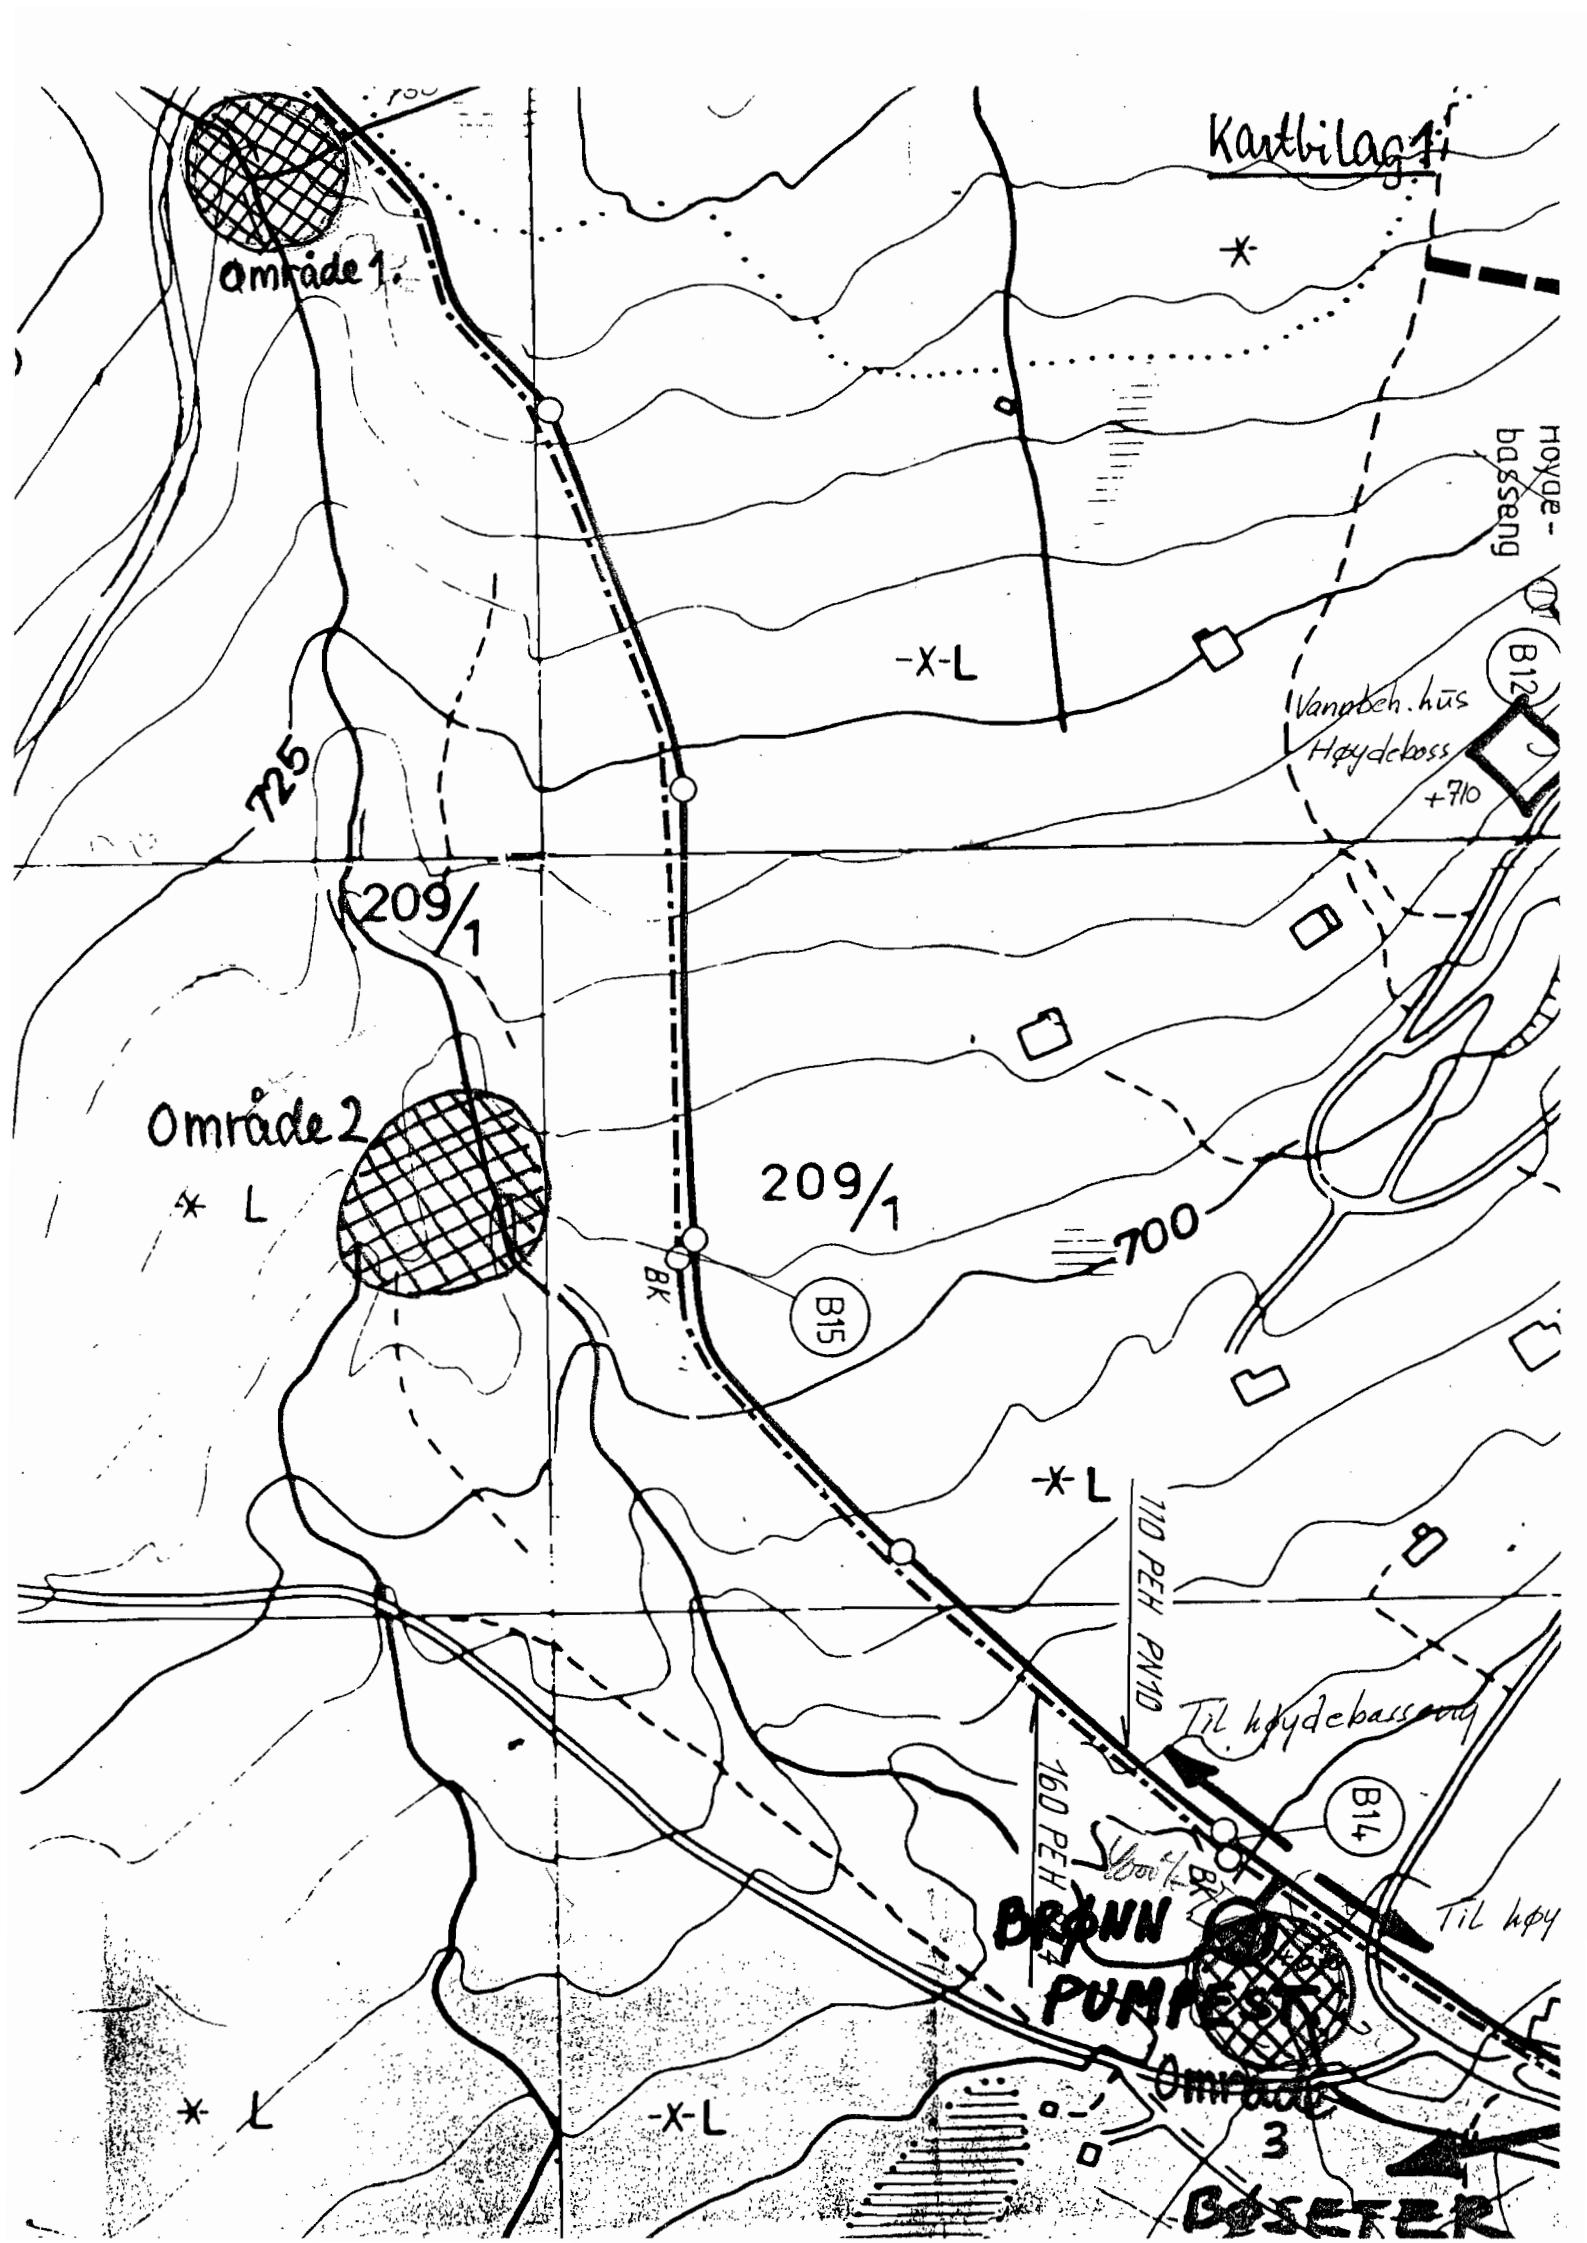 Kartbilag 1.
Område 1.
basseng
B12
-X-L
Vannbeh. hus
Høydebass
+710
725
209/1
Område 2
L
209/1
700
BK
B15
-X-L
110 PEH PN10
Til høydebasseng
160 PEH
B14
BK
BRØNN
Til høy
PUMPEST
Område
3
L
-X-L
BØSETER